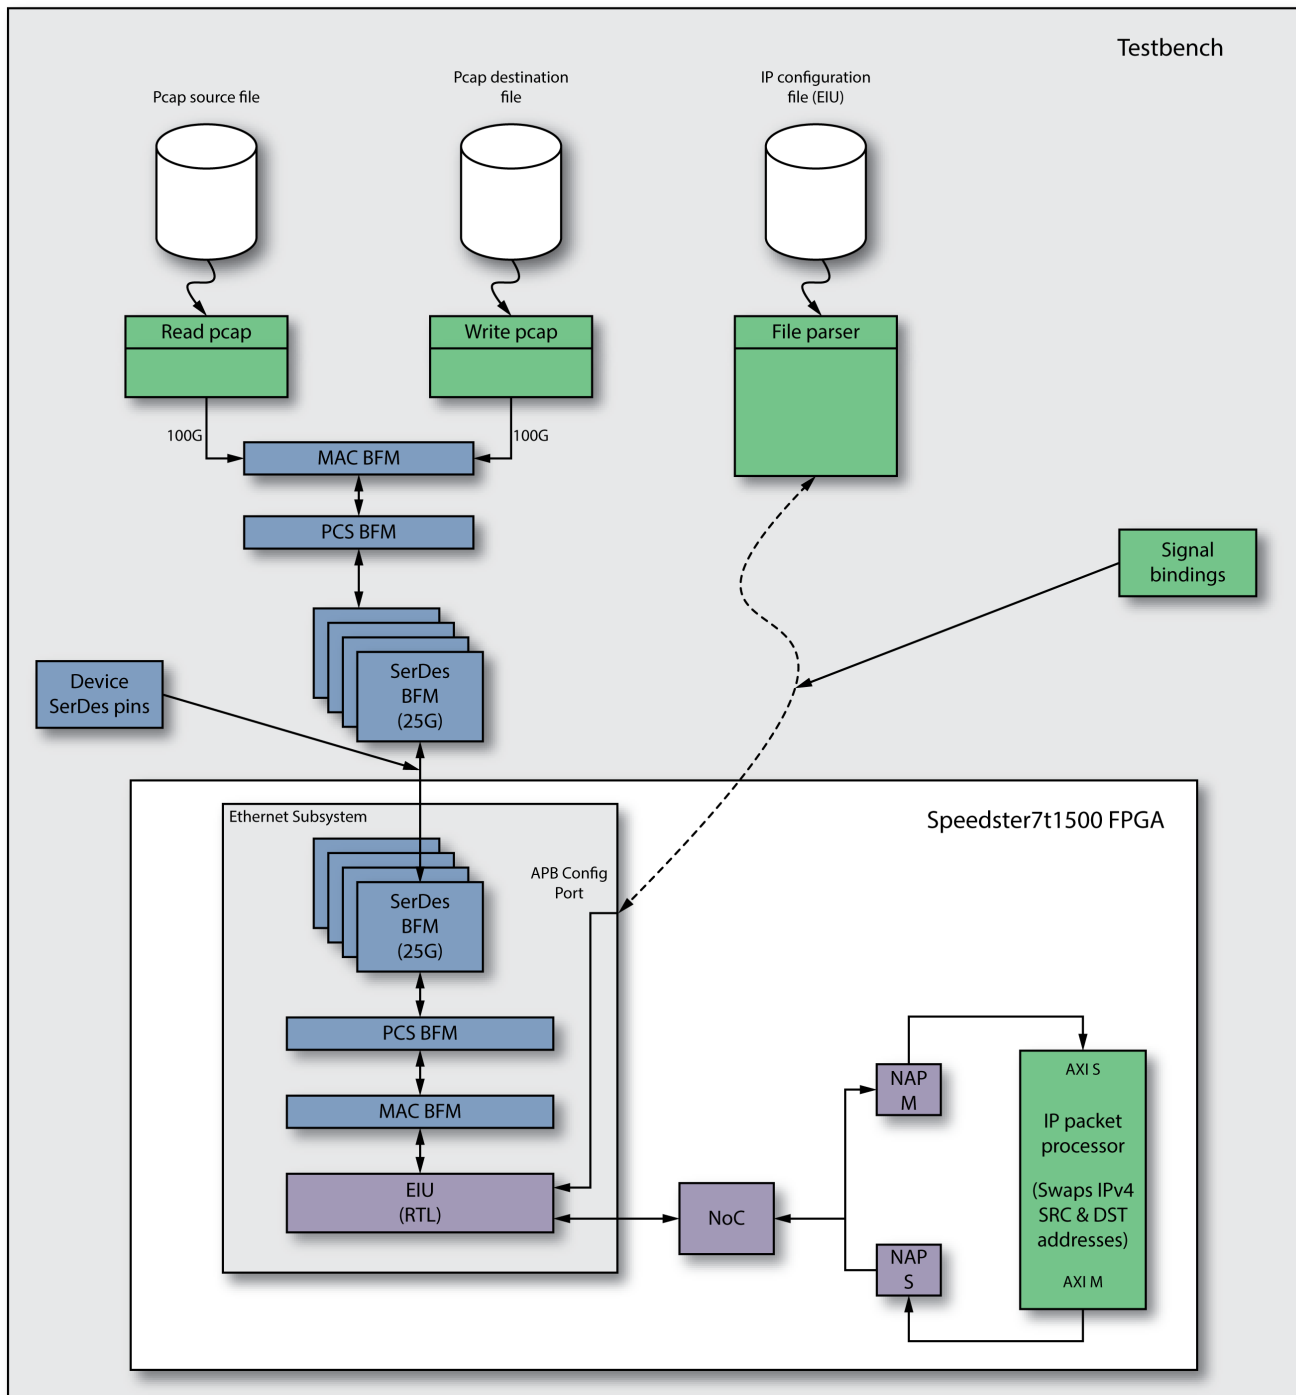 Testbench
Pcap source file
Pcap destination
file
IP configuration
file (EIU)
Read pcap
Write pcap
File parser
100G
100G
MAC BFM
PCS BFM
Signal
bindings
SerDes
BFM
(25G)
Device
SerDes pins
Ethernet Subsystem
Speedster7t1500 FPGA
APB Config
Port
SerDes
BFM
(25G)
PCS BFM
MAC BFM
EIU
(RTL)
NoC
NAP
M
NAP
S
AXI S
IP packet
processor
(Swaps IPv4
SRC & DST
addresses)
AXI M